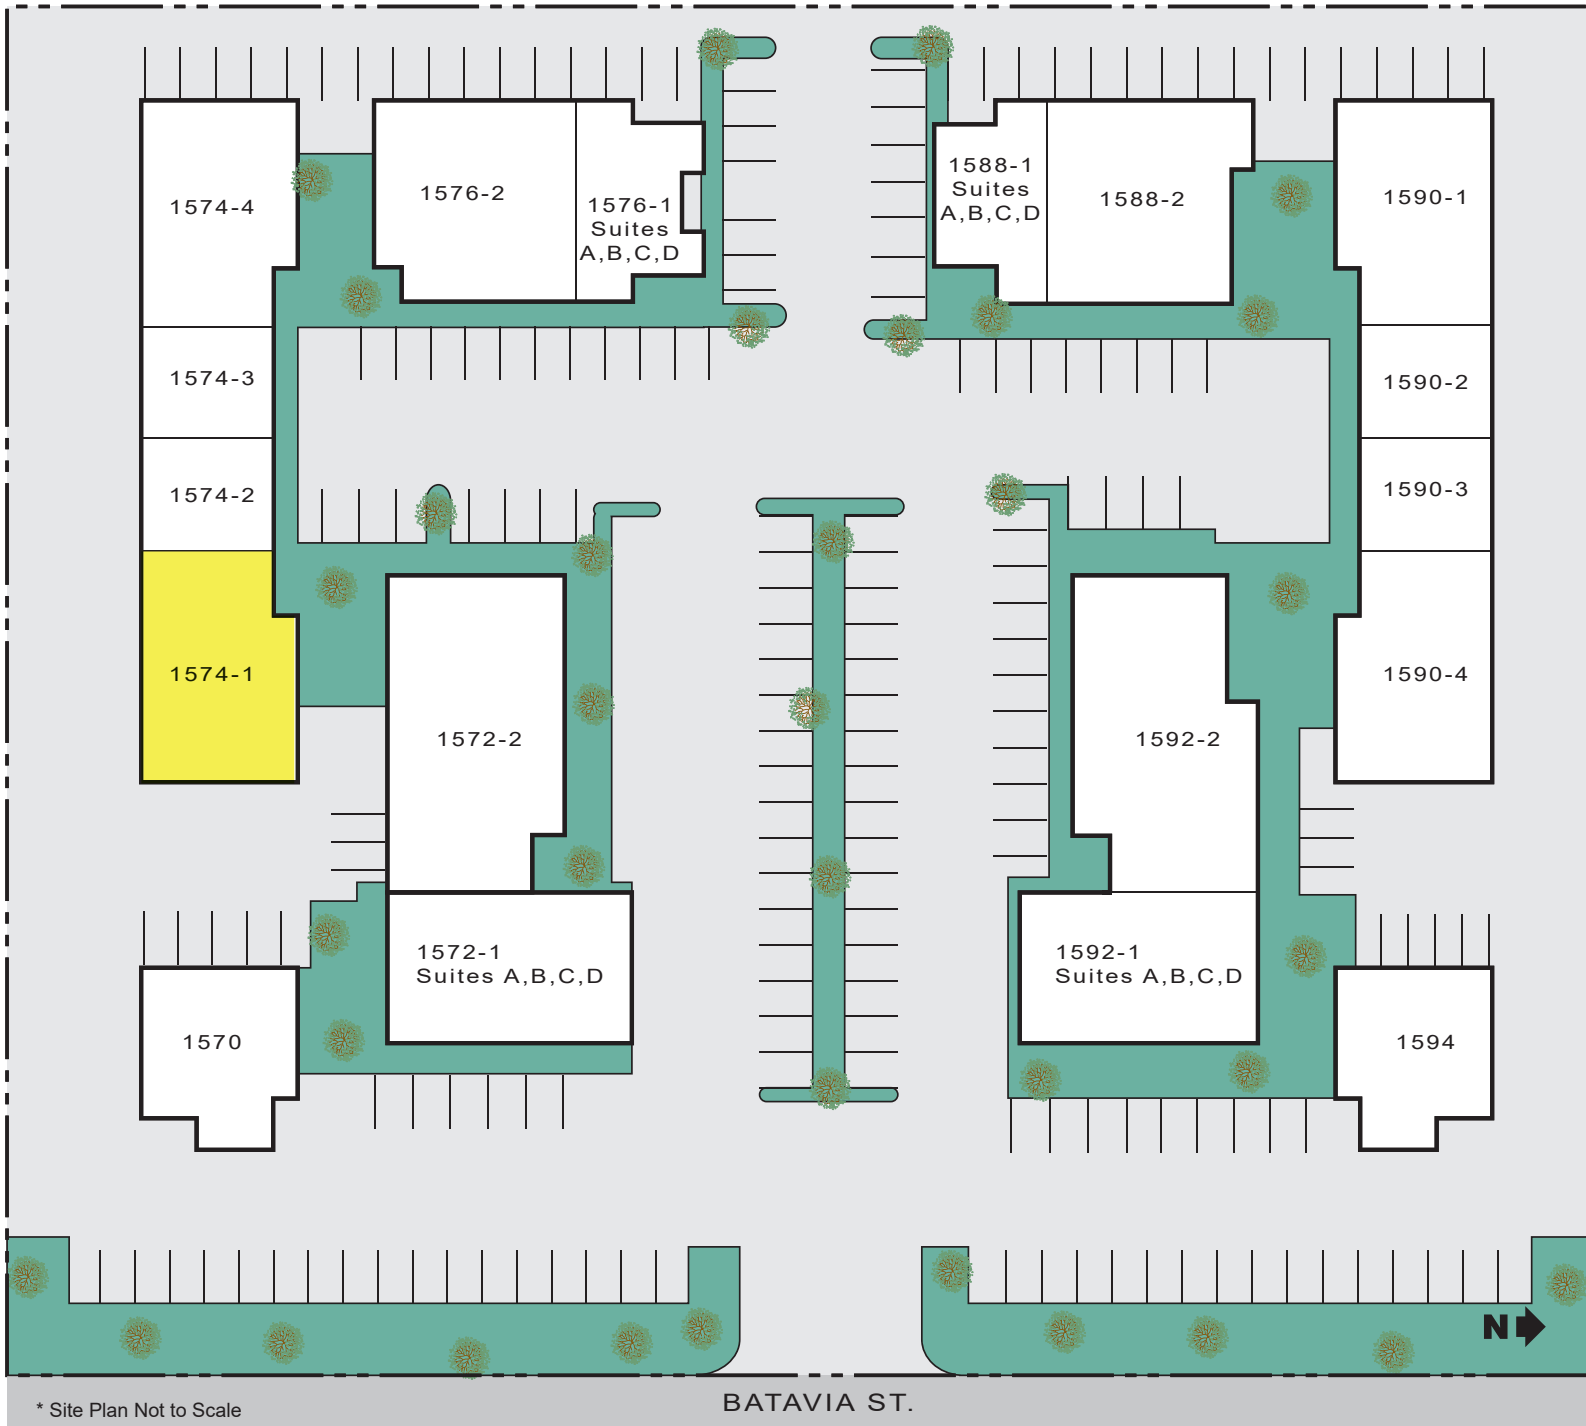 1574-4
1576-2
1576-1
Suites
A,B,C,D
1588-1
Suites
A,B,C,D
1588-2
1590-1
1574-3
1590-2
1574-2
1590-3
1574-1
1590-4
1572-2
1592-2
1572-1
Suites A,B,C,D
1592-1
Suites A,B,C,D
1570
1594
N
BATAVIA ST.
* Site Plan Not to Scale